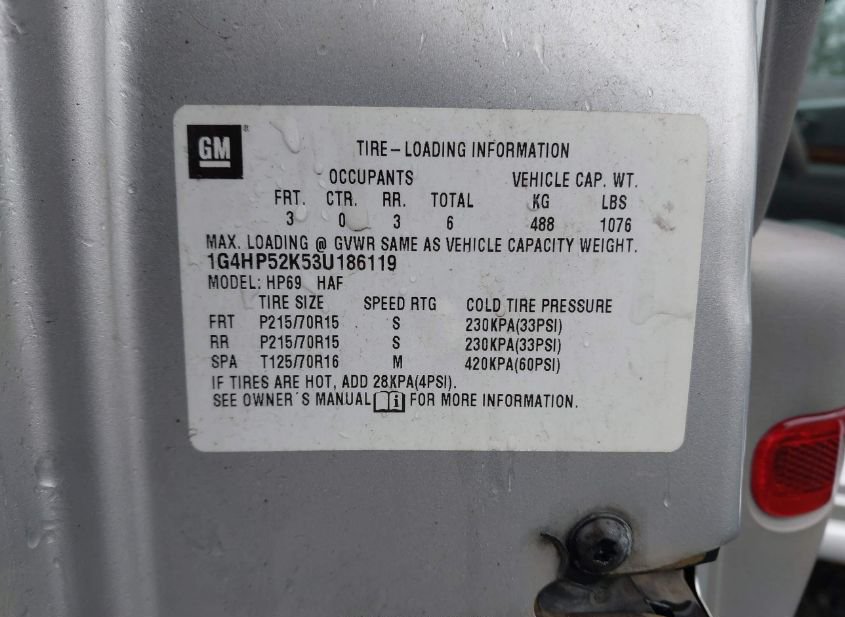 GM
TIRE-LOADING INFORMATION
OCCUPANTS VEHICLE CAP. WT.
FRT. CTR. RR. TOTAL KG LBS
3 0 3 6 488 1076
MAX. LOADING @ GVWR SAME AS VEHICLE CAPACITY WEIGHT.
1G4HP52K53U186119
MODEL: HP69 HAF
TIRE SIZE SPEED RTG COLD TIRE PRESSURE
FRT P215/70R15 S 230KPA(33PSI)
RR P215/70R15 S 230KPA(33PSI)
SPA T125/70R16 M 420KPA(60PSI)
IF TIRES ARE HOT, ADD 28KPA(4PSI).
SEE OWNER'S MANUAL i FOR MORE INFORMATION.